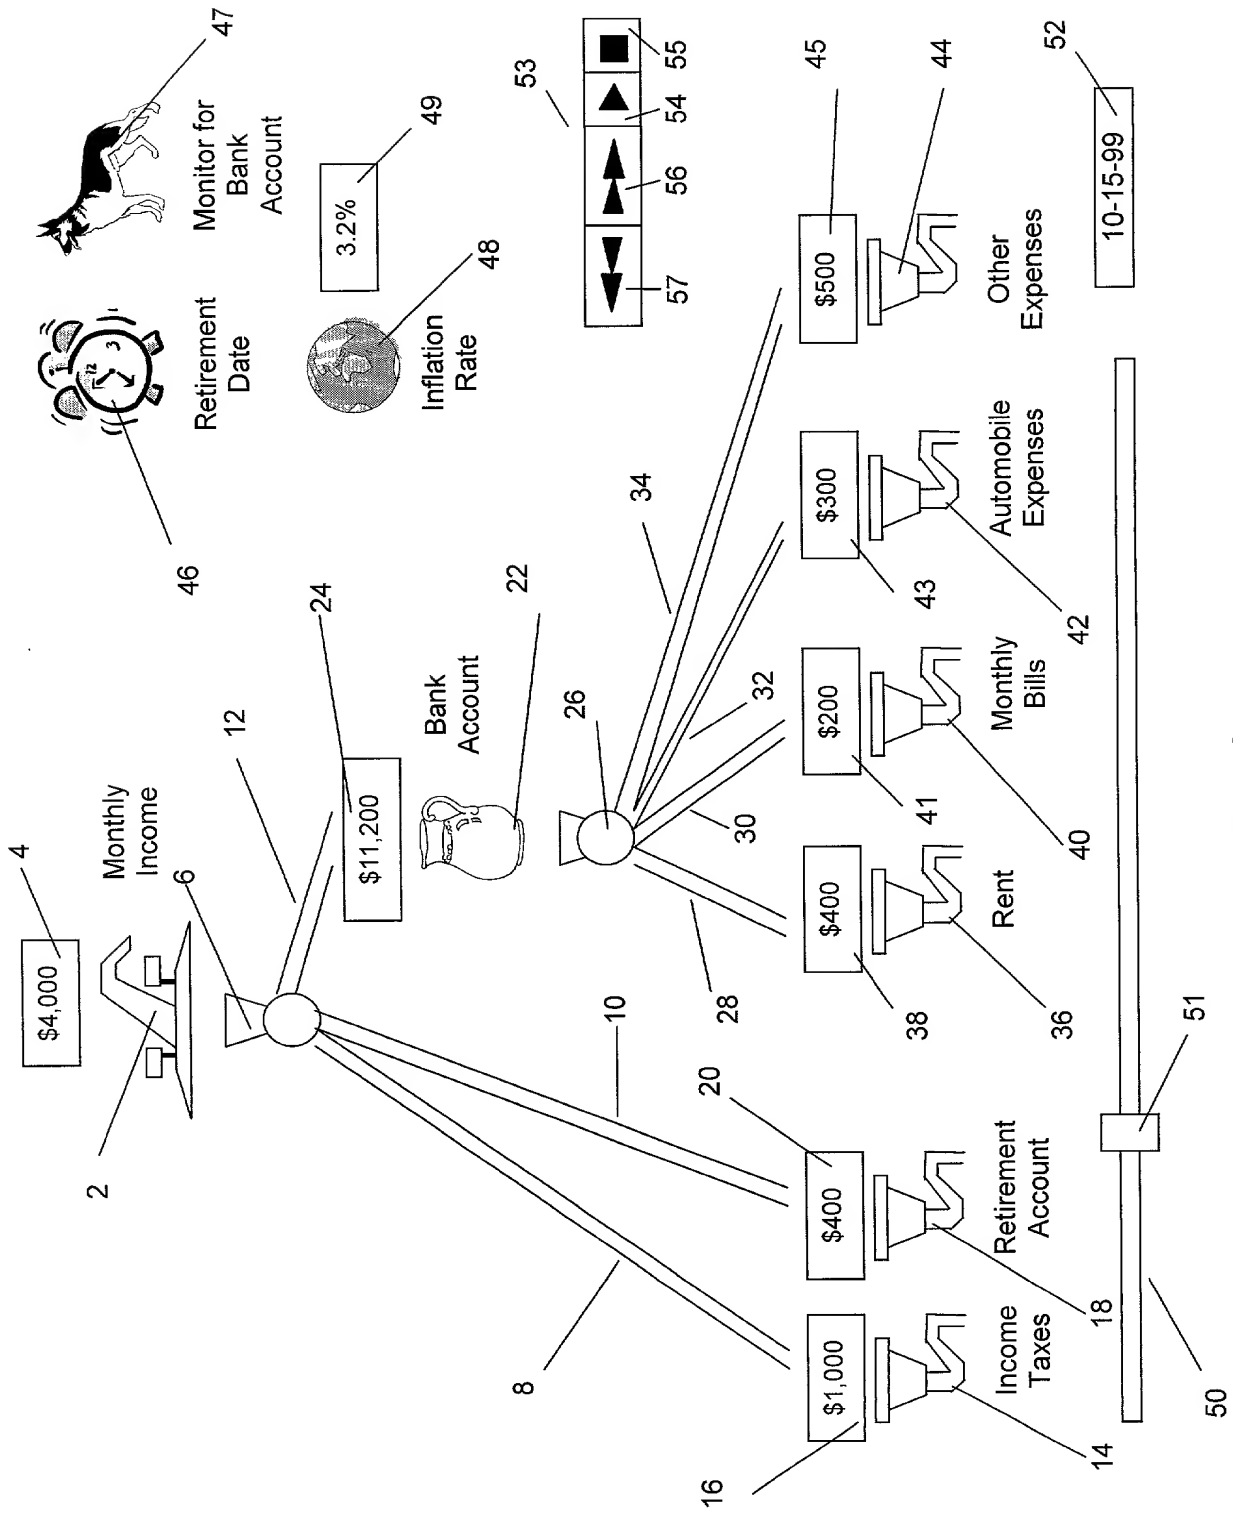 4
$4,000
Monthly
Income
2
6
12
24
$11,200
Bank
Account
22
26
8
10
28
30
32
34
46
Retirement
Date
47
Monitor for
Bank
Account
49
3.2%
48
Inflation
Rate
53
57
56
54
55
16
$1,000
14
Income
Taxes
20
$400
18
Retirement
Account
38
$400
36
Rent
41
$200
40
Monthly
Bills
43
$300
42
Automobile
Expenses
45
$500
44
Other
Expenses
50
51
52
10-15-99
12
3